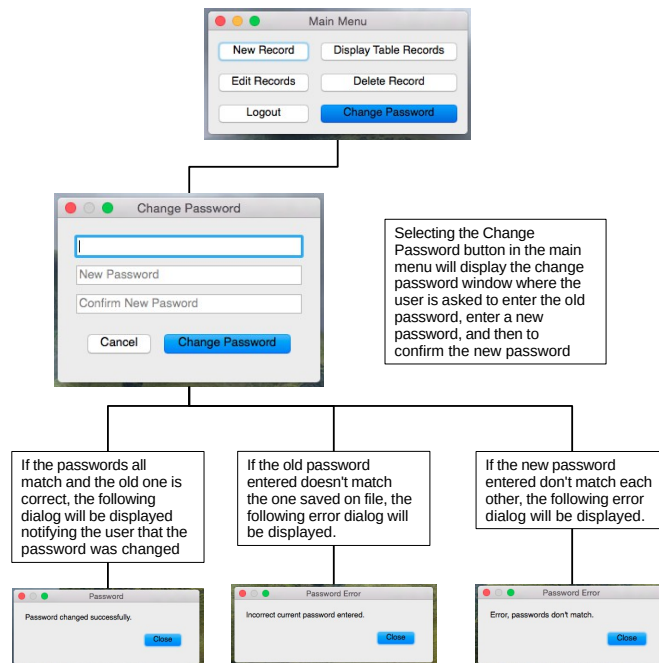 Main Menu
New Record
Display Table Records
Edit Records
Delete Record
Logout
Change Password
Change Password
New Password
Confirm New Pasword
Cancel
Change Password
Selecting the Change
Password button in the main
menu will display the change
password window where the
user is asked to enter the old
password, enter a new
password, and then to
confirm the new password
If the passwords all
match and the old one is
correct, the following
dialog will be displayed
notifying the user that the
password was changed
If the old password
entered doesn't match
the one saved on file, the
following error dialog will
be displayed.
If the new password
entered don't match each
other, the following error
dialog will be displayed.
Password
Password changed successfully.
Close
Password Error
Incorrect current password entered.
Close
Password Error
Error, passwords don't match.
Close